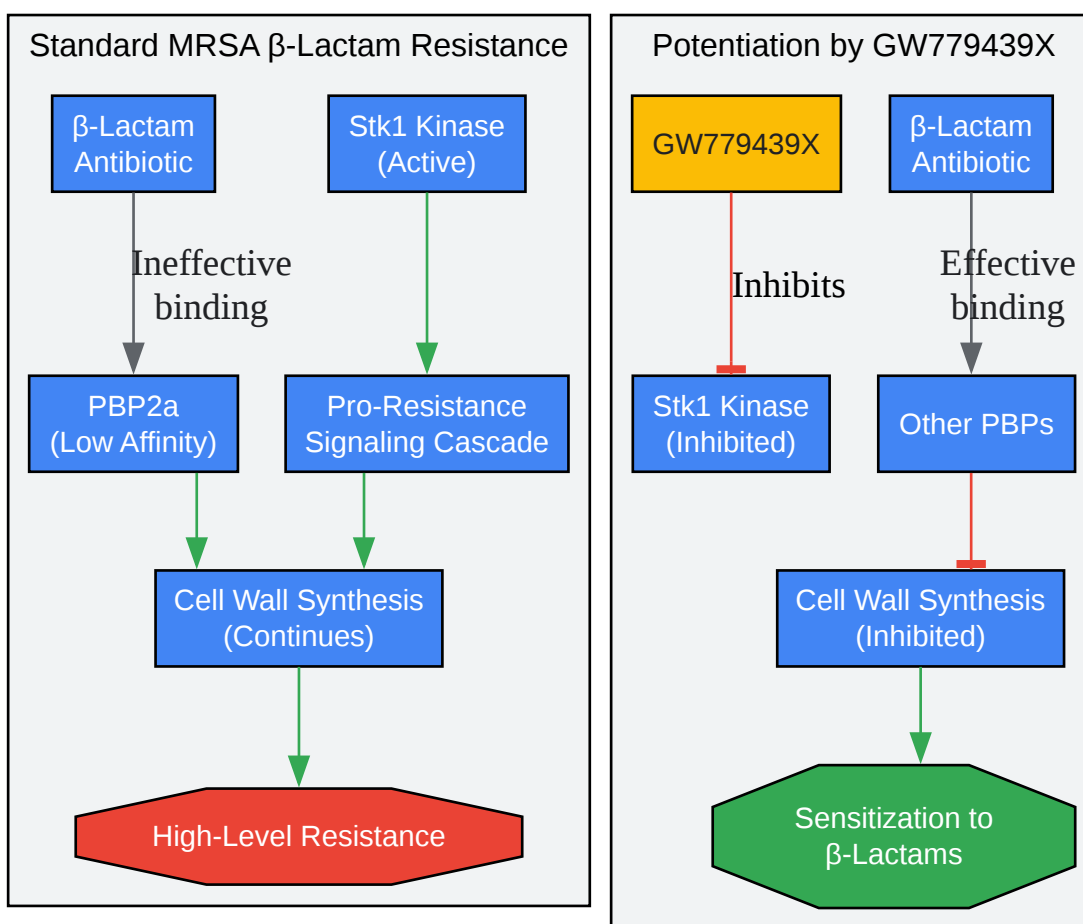 Standard MRSA β-Lactam Resistance
β-Lactam
Antibiotic
Stk1 Kinase
(Active)
Ineffective
binding
PBP2a
(Low Affinity)
Pro-Resistance
Signaling Cascade
Cell Wall Synthesis
(Continues)
High-Level Resistance
Potentiation by GW779439X
GW779439X
β-Lactam
Antibiotic
Inhibits
Effective
binding
Stk1 Kinase
(Inhibited)
Other PBPs
Cell Wall Synthesis
(Inhibited)
Sensitization to
β-Lactams